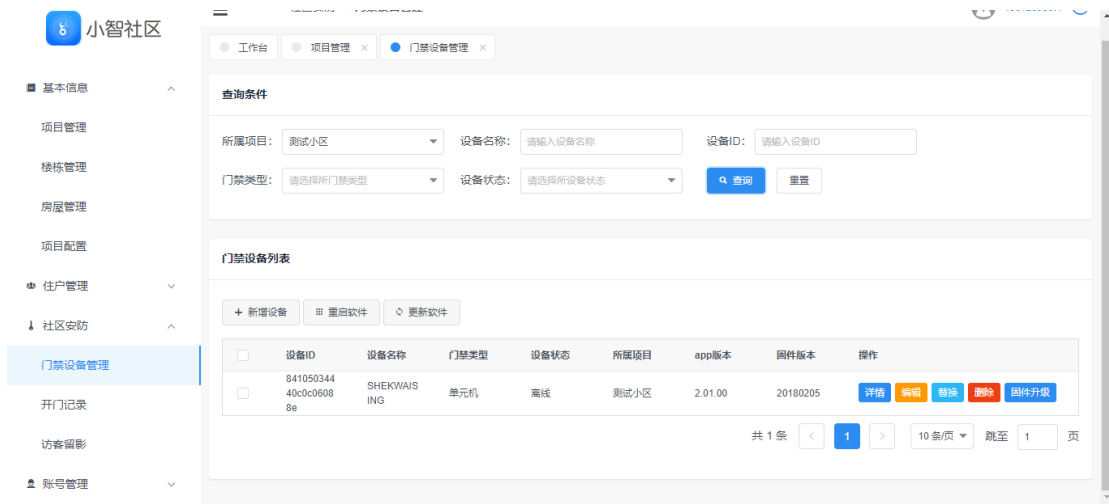 小智社区
工作台 项目管理 × 门禁设备管理 ×
基本信息
项目管理
楼栋管理
房屋管理
项目配置
住户管理
社区安防
门禁设备管理
开门记录
访客留影
账号管理
查询条件
所属项目: 测试小区 设备名称: 请输入设备名称 设备ID: 请输入设备ID
门禁类型: 请选择所门禁类型 设备状态: 请选择所设备状态 查询 重置
门禁设备列表
+ 新增设备 重启软件 更新软件
设备ID 设备名称 门禁类型 设备状态 所属项目 app版本 固件版本 操作
841050344
40c0c0608
8e
SHEKWAIS
ING
单元机 离线 测试小区 2.01.00 20180205 详情 编辑 替换 删除 固件升级
共 1 条 < 1 > 10 条/页 跳至 1 页